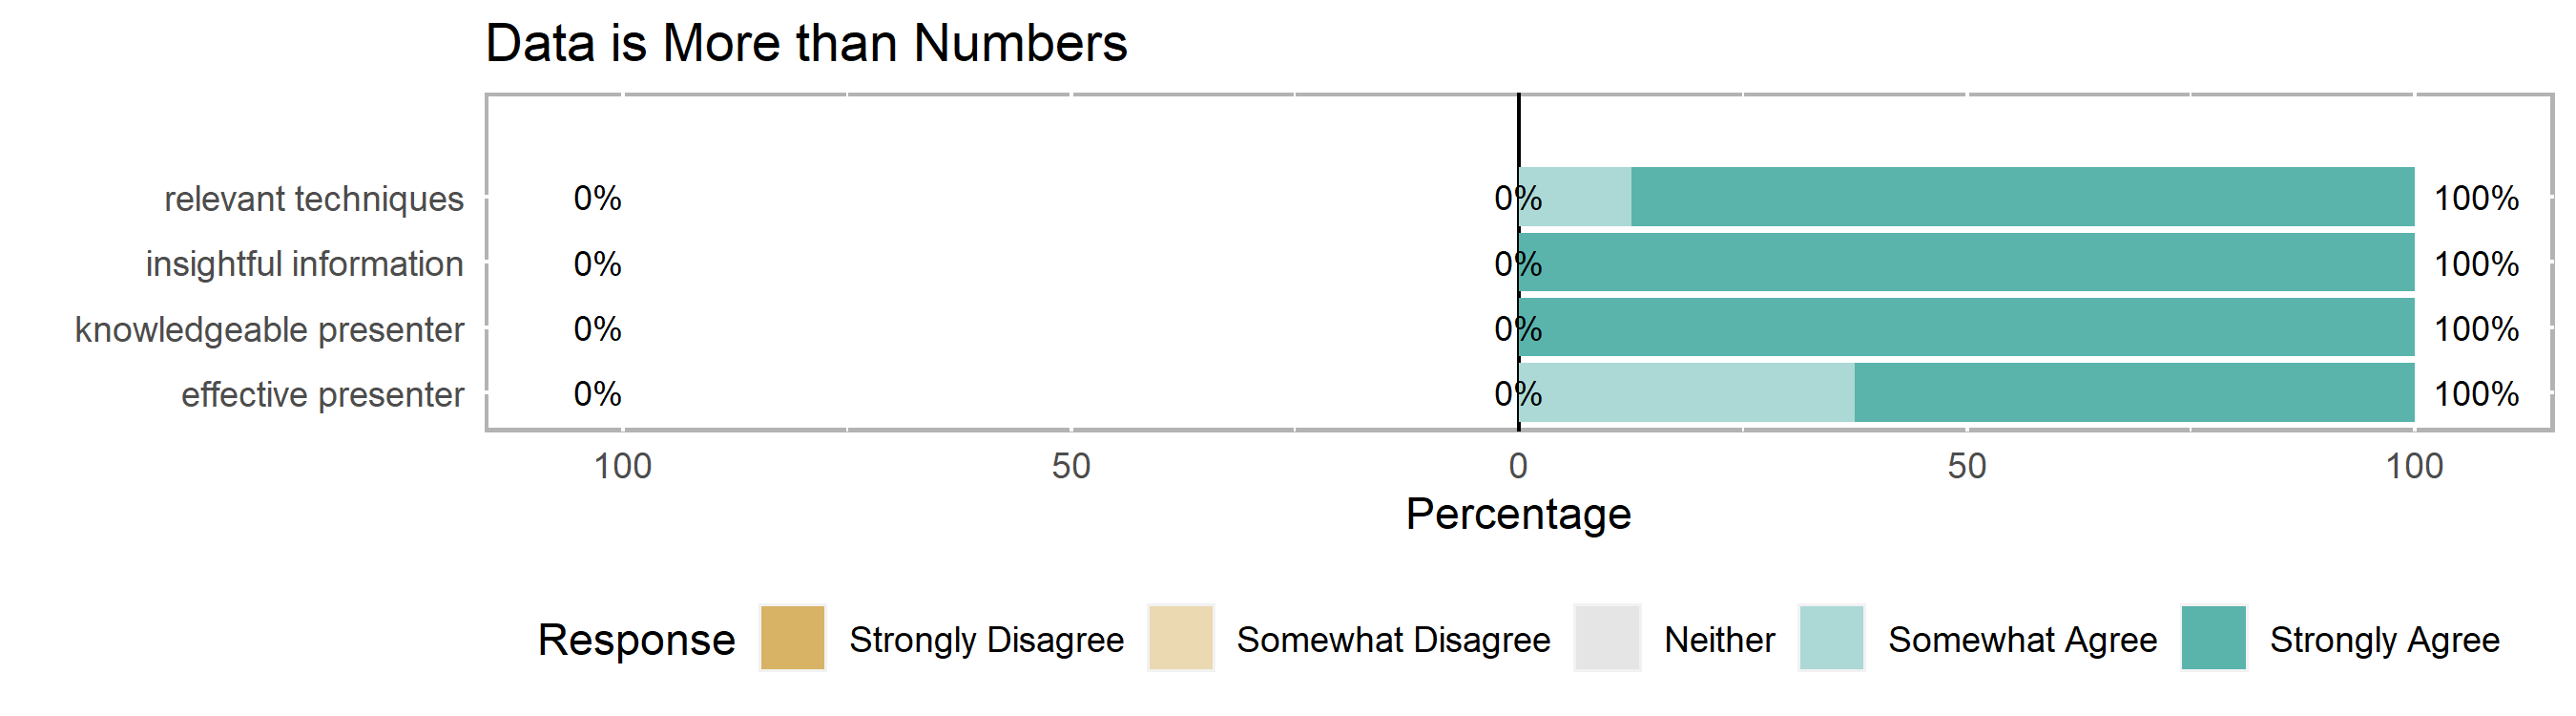 Data is More than Numbers
relevant techniques 0% 0% 100%
insightful information 0% 0% 100%
knowledgeable presenter 0% 0% 100%
effective presenter 0% 0% 100%
100 50 0 50 100
Percentage
Response Strongly Disagree Somewhat Disagree Neither Somewhat Agree Strongly Agree